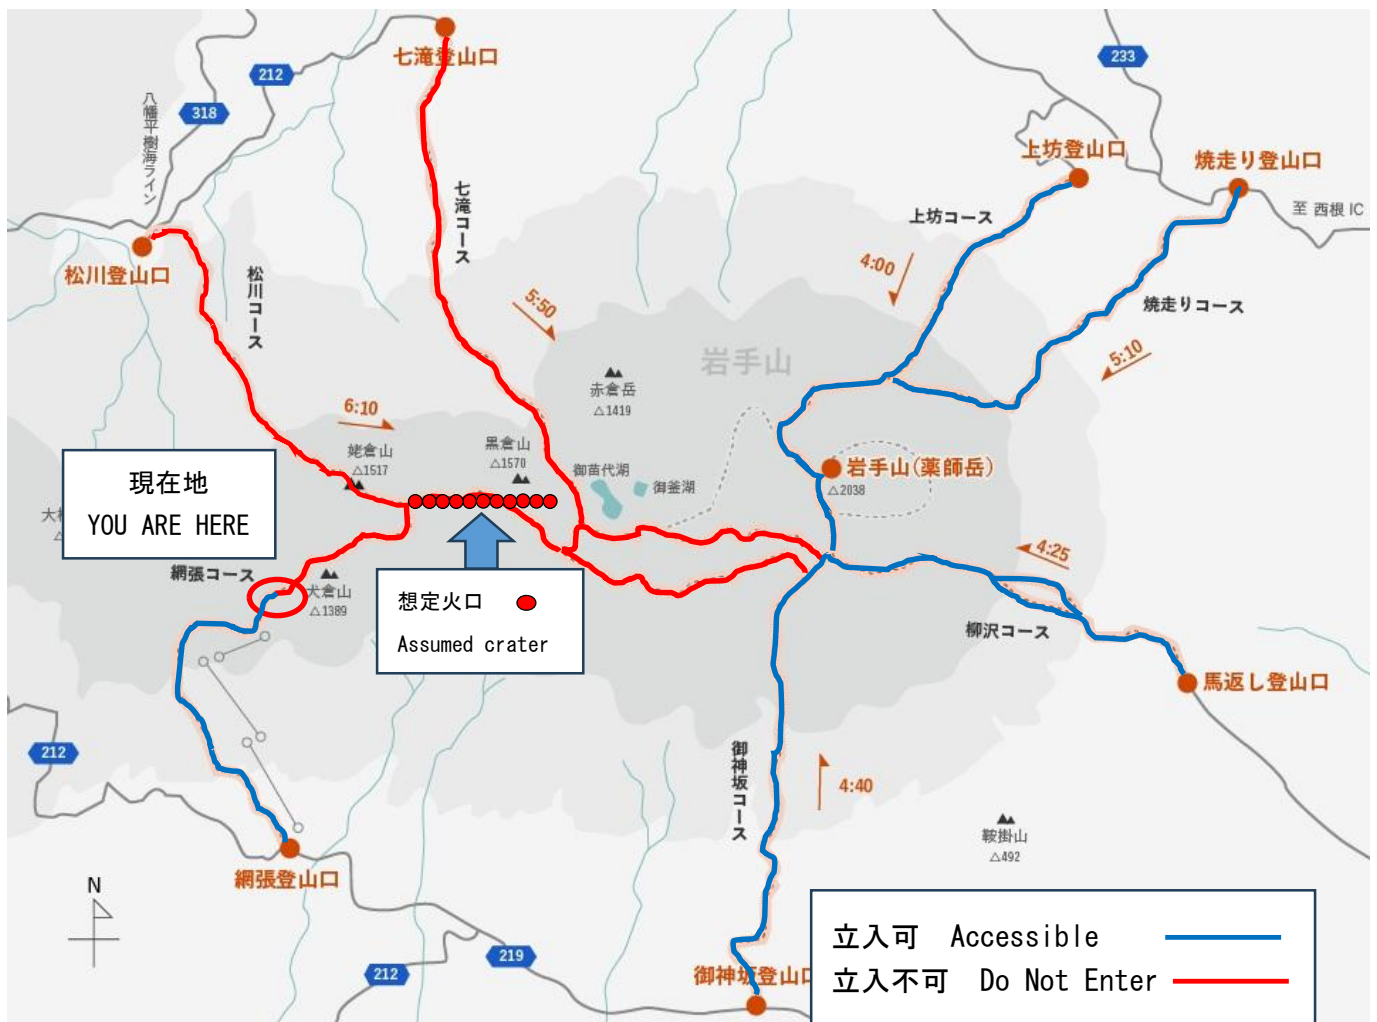 七滝登山口
233
212
318
八幡平樹海ライン
上坊登山口
焼走り登山口
至 西根 IC
七滝コース
上坊コース
松川登山口
松川コース
4:00
焼走りコース
5:50
5:10
岩手山
赤倉岳
△1419
6:10
姥倉山
△1517
黒倉山
△1570
御苗代湖
御釜湖
岩手山(薬師岳)
△2038
現在地
YOU ARE HERE
大
網張コース
犬倉山
△1389
想定火口
Assumed crater
4:25
柳沢コース
馬返し登山口
212
御神坂コース
4:40
鞍掛山
△492
網張登山口
N
219
212
御神坂登山口
立入可 Accessible
立入不可 Do Not Enter